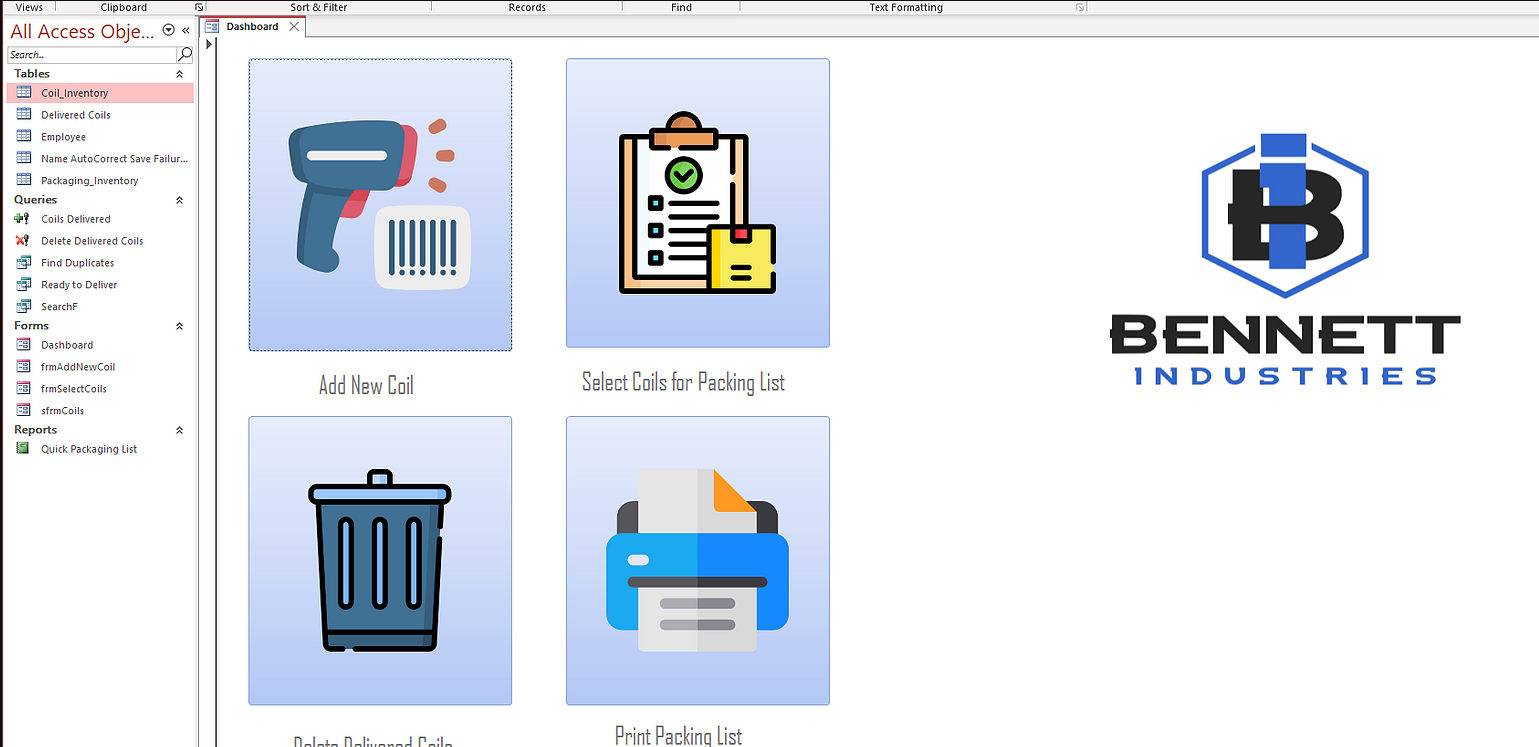 Views
Clipboard
Sort & Filter
Records
Find
Text Formatting
All Access Obje...
Search...
Tables
Coil_Inventory
Delivered Coils
Employee
Name AutoCorrect Save Failur...
Packaging_Inventory
Queries
Coils Delivered
Delete Delivered Coils
Find Duplicates
Ready to Deliver
SearchF
Forms
Dashboard
frmAddNewCoil
frmSelectCoils
sfrmCoils
Reports
Quick Packaging List
Dashboard
Add New Coil
Select Coils for Packing List
Delete Delivered Coils
Print Packing List
B
BENNETT
INDUSTRIES